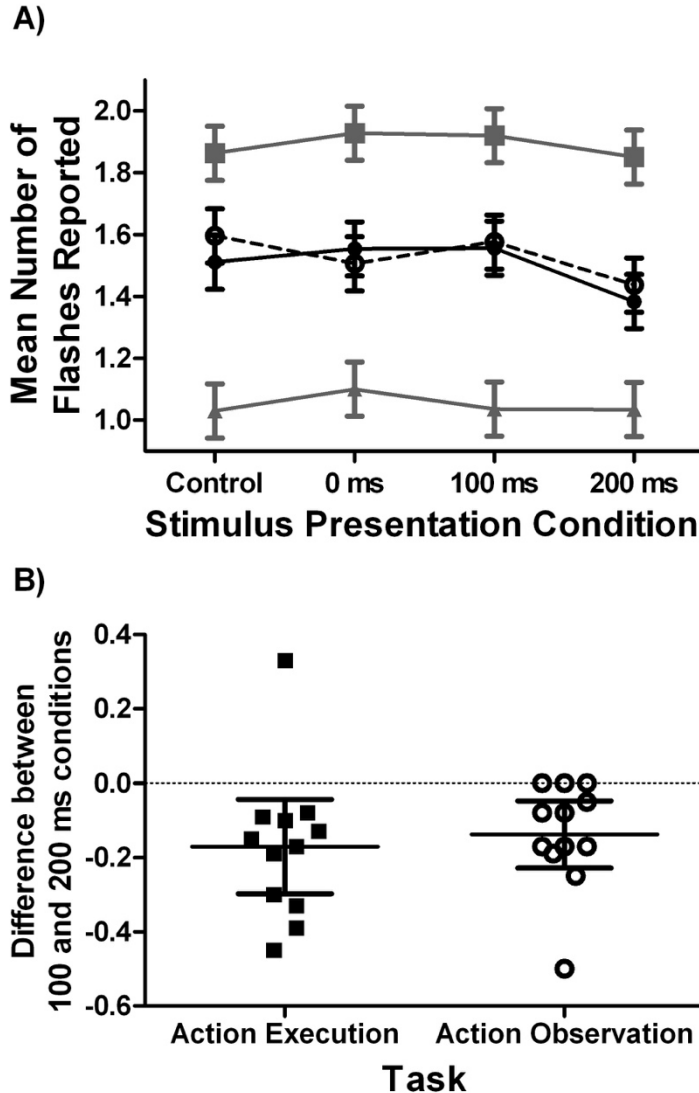 A)
Mean Number of
Flashes Reported
2.0
1.8
1.6
1.4
1.2
1.0
Control 0 ms 100 ms 200 ms
Stimulus Presentation Condition
B)
Difference between
100 and 200 ms conditions
0.4
0.2
0.0
-0.2
-0.4
-0.6
Action Execution Action Observation
Task